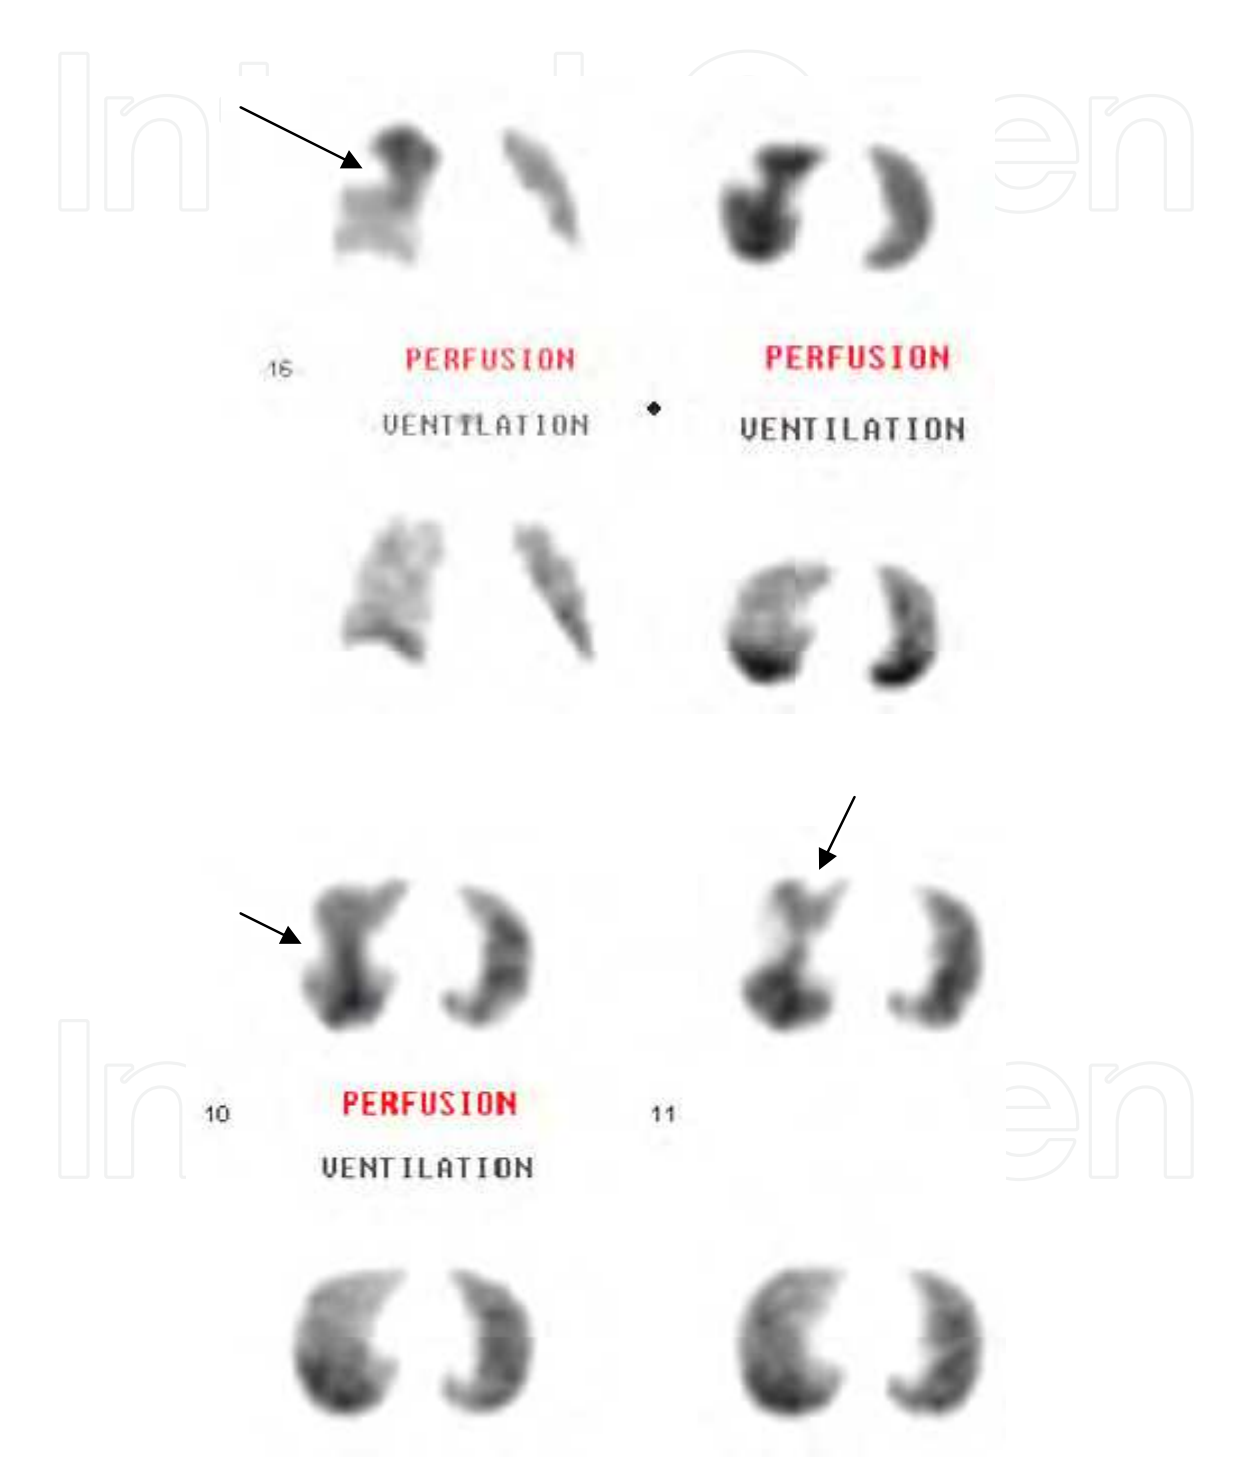 PERFUSION PERFUSION
16
VENTILATION VENTILATION
PERFUSION
10 11
VENTILATION